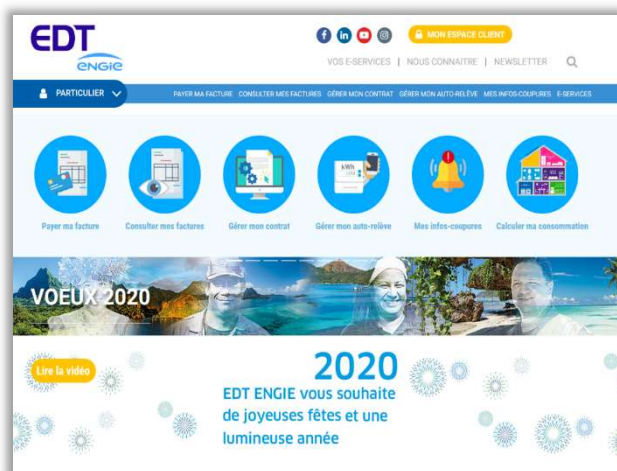 EDT
ENGIE
MON ESPACE CLIENT
VOS E-SERVICES | NOUS CONNAITRE | NEWSLETTER
PARTICULIER
PAYER MA FACTURE CONSULTER MES FACTURES GÉRER MON CONTRAT GÉRER MON AUTO-RELÈVE MES INFOS-COUPURES E-SERVICES
kWh
Payer ma facture
Consulter mes factures
Gérer mon contrat
Gérer mon auto-relève
Mes infos-coupures
Calculer ma consommation
VOEUX 2020
Lire la vidéo
2020
EDT ENGIE vous souhaite
de joyeuses fêtes et une
lumineuse année